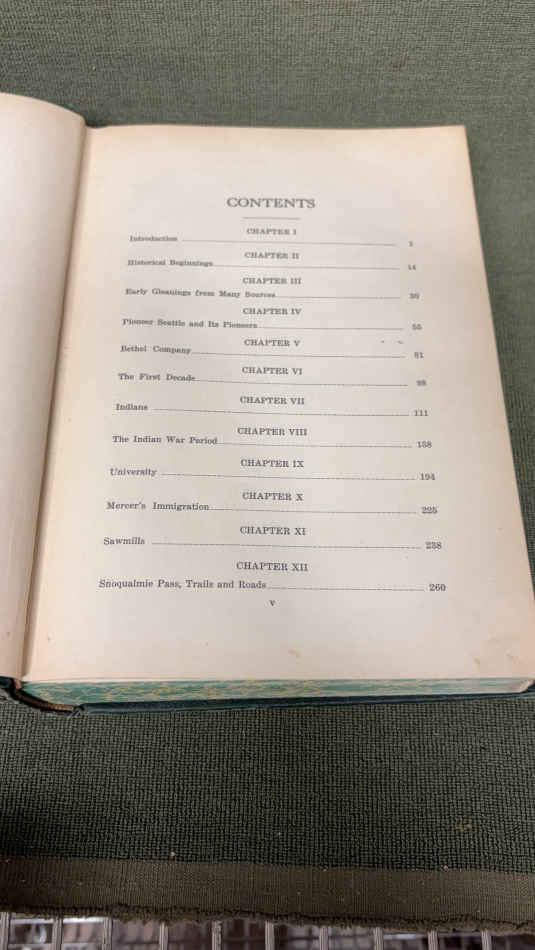 CONTENTS
CHAPTER I
Introduction 1
CHAPTER II
Historical Beginnings 14
CHAPTER III
Early Gleanings from Many Sources 30
CHAPTER IV
Pioneer Seattle and Its Pioneers 55
CHAPTER V
Bethel Company 81
CHAPTER VI
The First Decade 98
CHAPTER VII
Indians 111
CHAPTER VIII
The Indian War Period 158
CHAPTER IX
University 194
CHAPTER X
Mercer's Immigration 225
CHAPTER XI
Sawmills 238
CHAPTER XII
Snoqualmie Pass, Trails and Roads 260
v